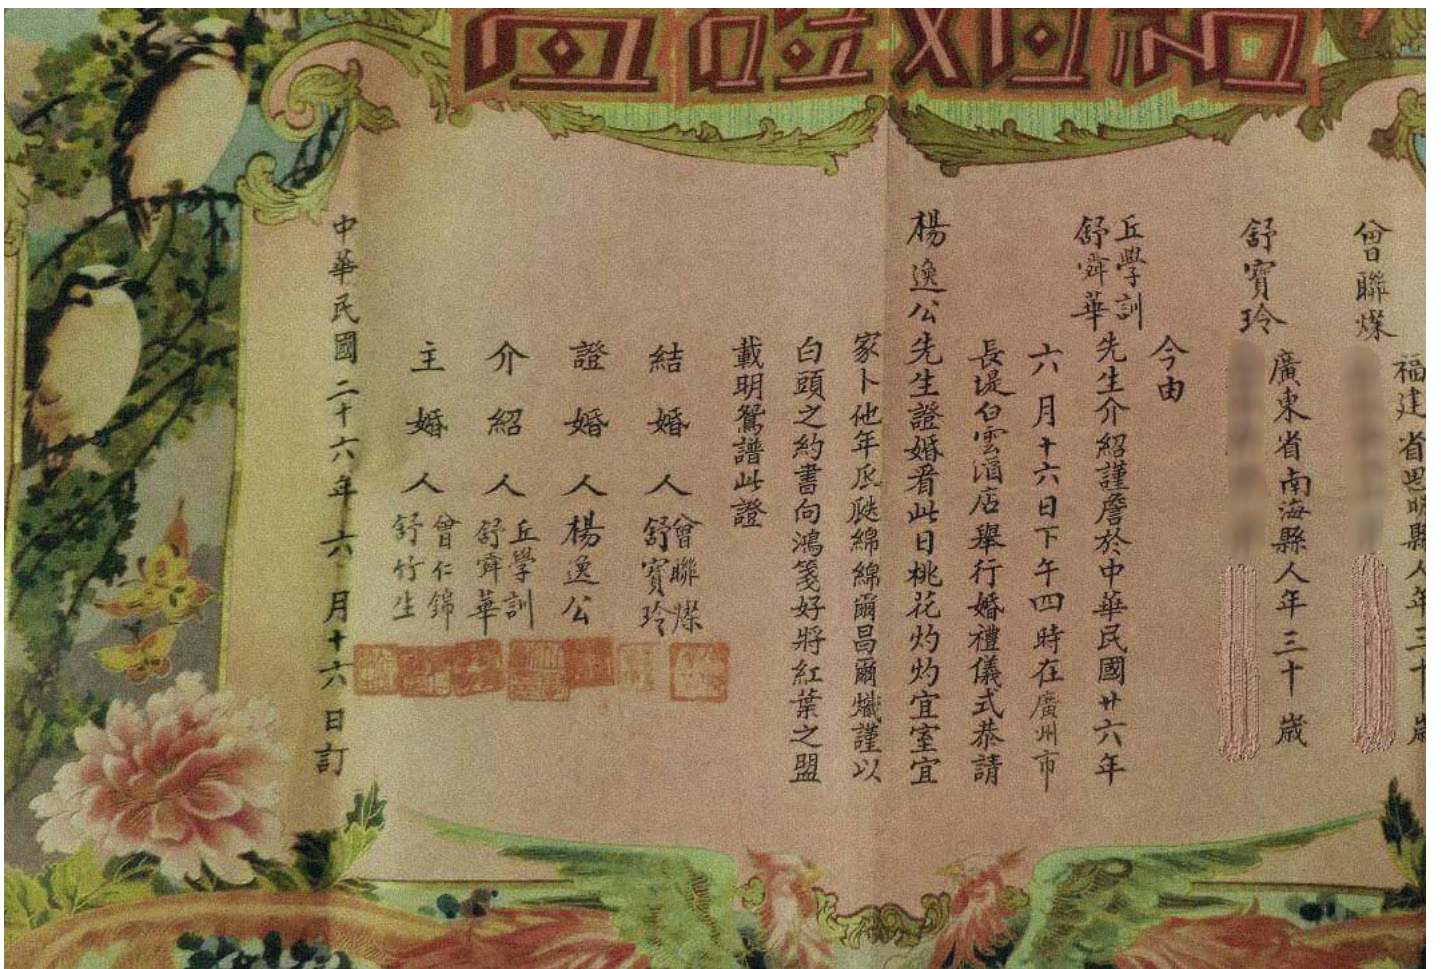 結婚證書
曾聯燦
福建省思明縣人年三十歲
舒寶玲
廣東省南海縣人年三十歲
今由
丘學訓
舒舜華
先生介紹謹詹於中華民國廿六年
六月十六日下午四時在廣州市
長堤白雲酒店舉行婚禮儀式恭請
楊逸公先生證婚看此日桃花灼灼宜室宜
家卜他年瓜瓞綿綿爾昌爾熾謹以
白頭之約書向鴻箋好將紅葉之盟
載明鴛譜此證
結婚人曾聯燦
舒寶玲
證婚人楊逸公
介紹人丘學訓
舒舜華
主婚人曾仁錦
舒竹生
中華民國二十六年六月十六日訂